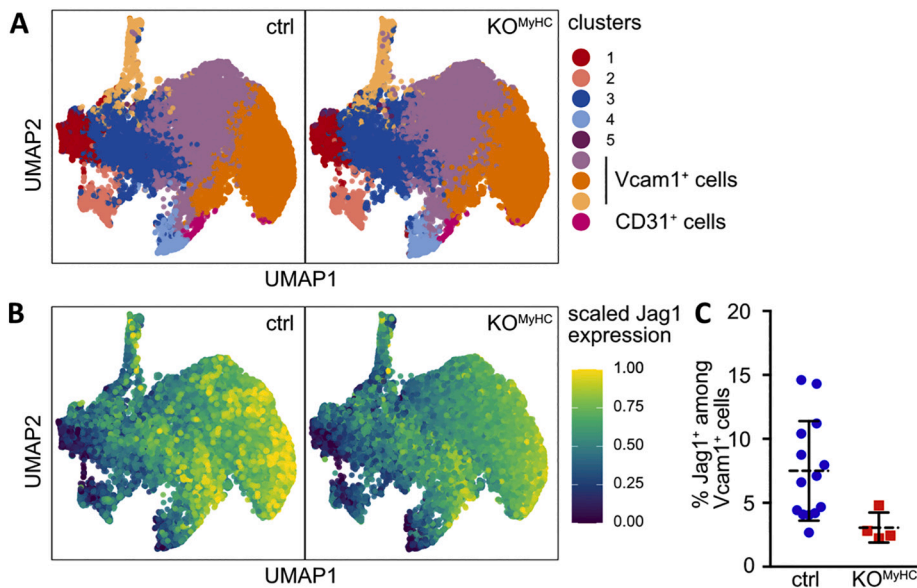 A
ctrl
KO^MyHC
clusters
1
2
3
4
5
Vcam1⁺ cells
CD31⁺ cells
UMAP2
UMAP1
B
ctrl
KO^MyHC
scaled Jag1
expression
1.00
0.75
0.50
0.25
0.00
UMAP2
UMAP1
C
% Jag1⁺ among
Vcam1⁺ cells
20
15
10
5
0
ctrl
KO^MyHC